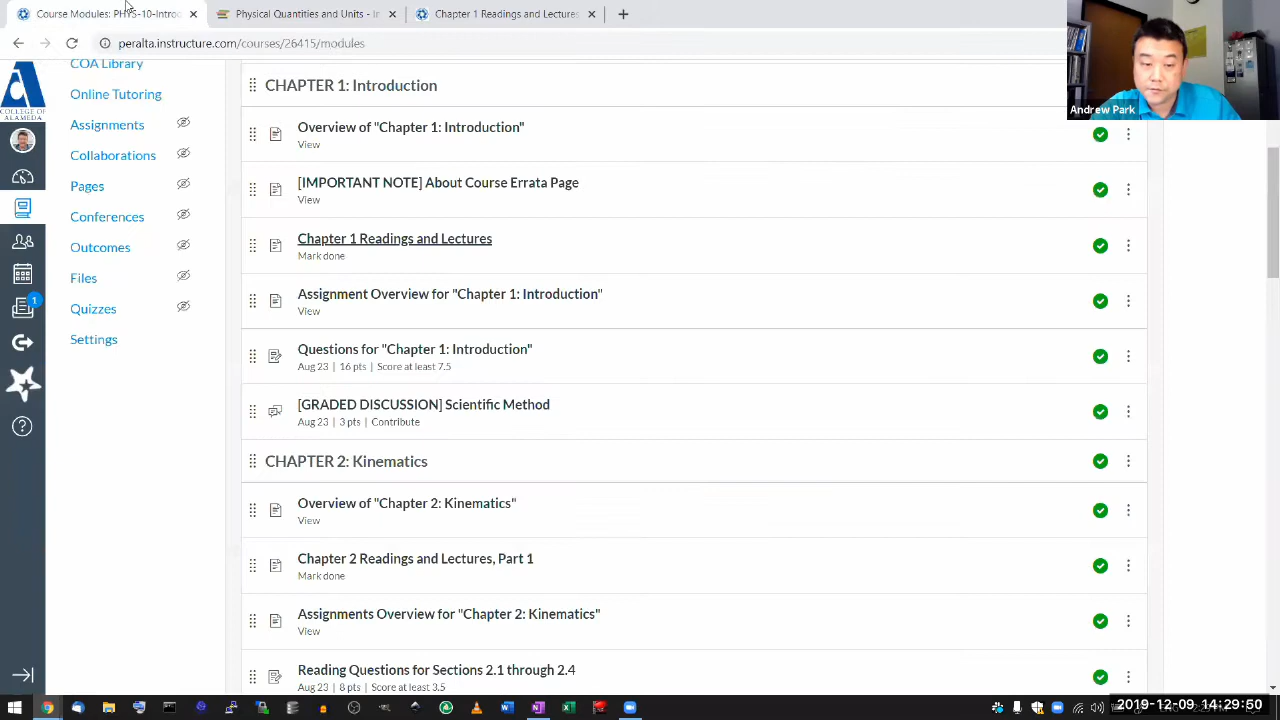 Course Modules: PHYS-10-Introd
Physical Quantities and Units - In
Chapter 1 Readings and Lectures:
peralta.instructure.com/courses/26415/modules
Andrew Park
COLLEGE OF
ALAMEDA
COA Library
Online Tutoring
Assignments
Collaborations
Pages
Conferences
Outcomes
Files
Quizzes
Settings
1
CHAPTER 1: Introduction
Overview of "Chapter 1: Introduction"
View
[IMPORTANT NOTE] About Course Errata Page
View
Chapter 1 Readings and Lectures
Mark done
Assignment Overview for "Chapter 1: Introduction"
View
Questions for "Chapter 1: Introduction"
Aug 23 | 16 pts | Score at least 7.5
[GRADED DISCUSSION] Scientific Method
Aug 23 | 3 pts | Contribute
CHAPTER 2: Kinematics
Overview of "Chapter 2: Kinematics"
View
Chapter 2 Readings and Lectures, Part 1
Mark done
Assignments Overview for "Chapter 2: Kinematics"
View
Reading Questions for Sections 2.1 through 2.4
Aug 23 | 8 pts | Score at least 3.5
2019-12-09 14:29:50